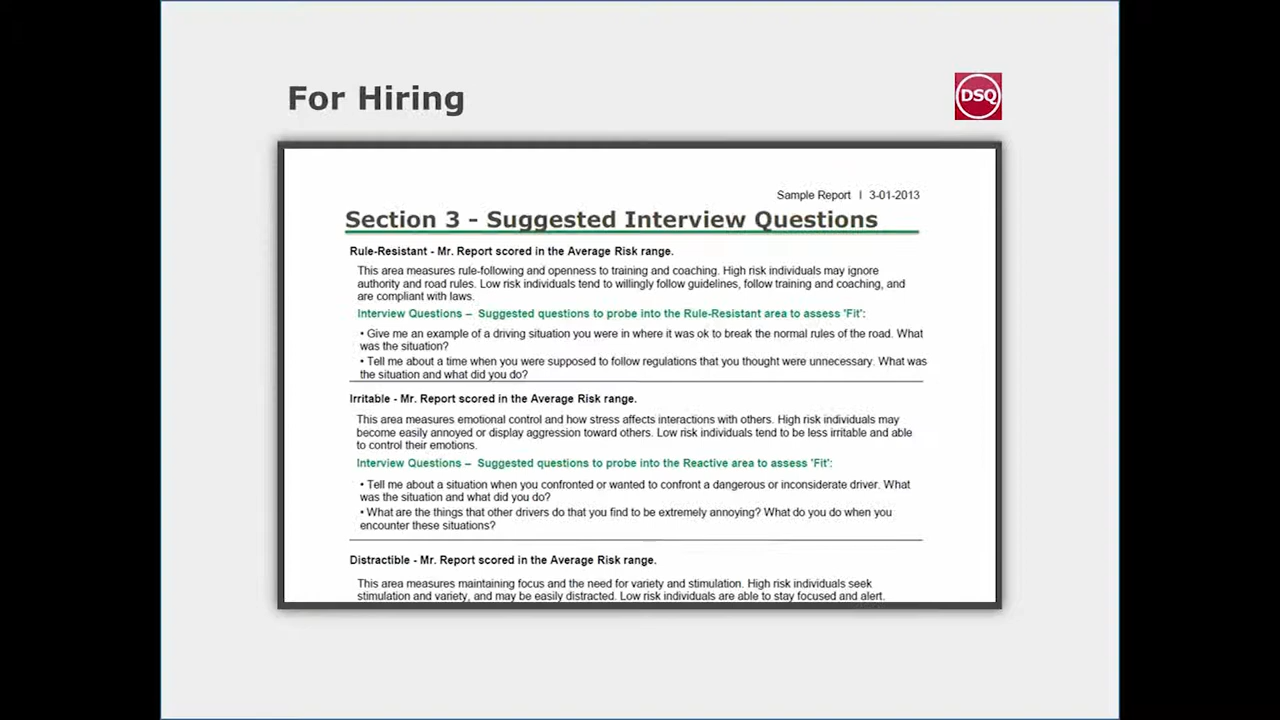 For Hiring
DSQ
Sample Report I 3-01-2013
Section 3 - Suggested Interview Questions
Rule-Resistant - Mr. Report scored in the Average Risk range.
This area measures rule-following and openness to training and coaching. High risk individuals may ignore
authority and road rules. Low risk individuals tend to willingly follow guidelines, follow training and coaching, and
are compliant with laws.
Interview Questions – Suggested questions to probe into the Rule-Resistant area to assess 'Fit':
• Give me an example of a driving situation you were in where it was ok to break the normal rules of the road. What
was the situation?
• Tell me about a time when you were supposed to follow regulations that you thought were unnecessary. What was
the situation and what did you do?
Irritable - Mr. Report scored in the Average Risk range.
This area measures emotional control and how stress affects interactions with others. High risk individuals may
become easily annoyed or display aggression toward others. Low risk individuals tend to be less irritable and able
to control their emotions.
Interview Questions – Suggested questions to probe into the Reactive area to assess 'Fit':
• Tell me about a situation when you confronted or wanted to confront a dangerous or inconsiderate driver. What
was the situation and what did you do?
• What are the things that other drivers do that you find to be extremely annoying? What do you do when you
encounter these situations?
Distractible - Mr. Report scored in the Average Risk range.
This area measures maintaining focus and the need for variety and stimulation. High risk individuals seek
stimulation and variety, and may be easily distracted. Low risk individuals are able to stay focused and alert.